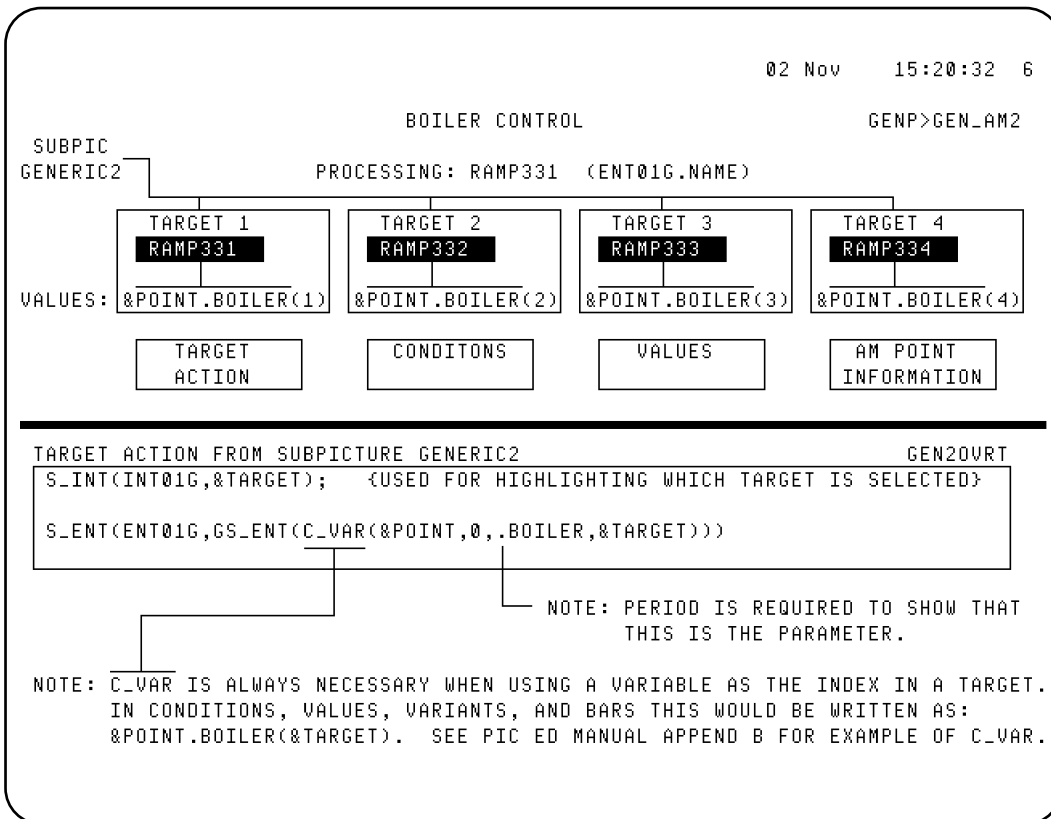 02 Nov 15:20:32 6
BOILER CONTROL GENP>GEN_AM2
SUBPIC
GENERIC2 PROCESSING: RAMP331 (ENT01G.NAME)
TARGET 1 TARGET 2 TARGET 3 TARGET 4
RAMP331 RAMP332 RAMP333 RAMP334
VALUES: &POINT.BOILER(1) &POINT.BOILER(2) &POINT.BOILER(3) &POINT.BOILER(4)
TARGET CONDITONS VALUES AM POINT
ACTION INFORMATION
TARGET ACTION FROM SUBPICTURE GENERIC2 GEN2OVRT
S_INT(INT01G,&TARGET); {USED FOR HIGHLIGHTING WHICH TARGET IS SELECTED}
S_ENT(ENT01G,GS_ENT(C_VAR(&POINT,0,.BOILER,&TARGET)))
NOTE: PERIOD IS REQUIRED TO SHOW THAT
THIS IS THE PARAMETER.
NOTE: C_VAR IS ALWAYS NECESSARY WHEN USING A VARIABLE AS THE INDEX IN A TARGET.
IN CONDITIONS, VALUES, VARIANTS, AND BARS THIS WOULD BE WRITTEN AS:
&POINT.BOILER(&TARGET). SEE PIC ED MANUAL APPEND B FOR EXAMPLE OF C_VAR.